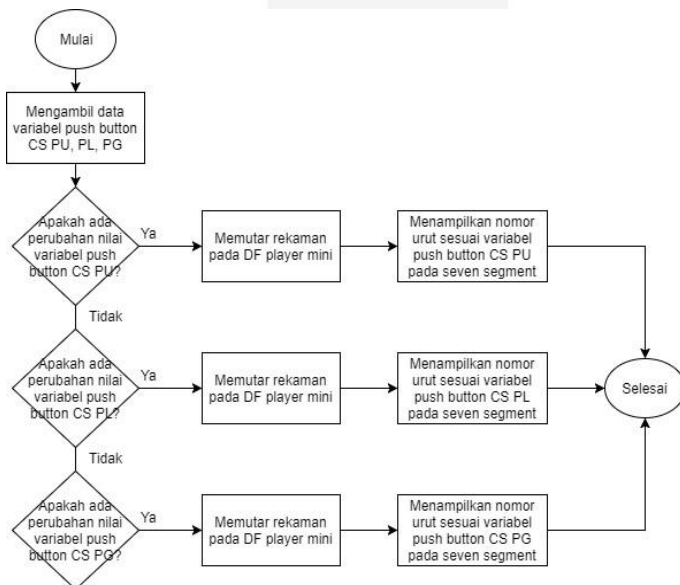 Mulai
Mengambil data
variabel push button
CS PU, PL, PG
Apakah ada
perubahan nilai
variabel push
button CS PU?
Ya
Memutar rekaman
pada DF player mini
Menampilkan nomor
urut sesuai variabel
push button CS PU
pada seven segment
Tidak
Apakah ada
perubahan nilai
variabel push
button CS PL?
Ya
Memutar rekaman
pada DF player mini
Menampilkan nomor
urut sesuai variabel
push button CS PL
pada seven segment
Selesai
Tidak
Apakah ada
perubahan nilai
variabel push
button CS PG?
Ya
Memutar rekaman
pada DF player mini
Menampilkan nomor
urut sesuai variabel
push button CS PG
pada seven segment